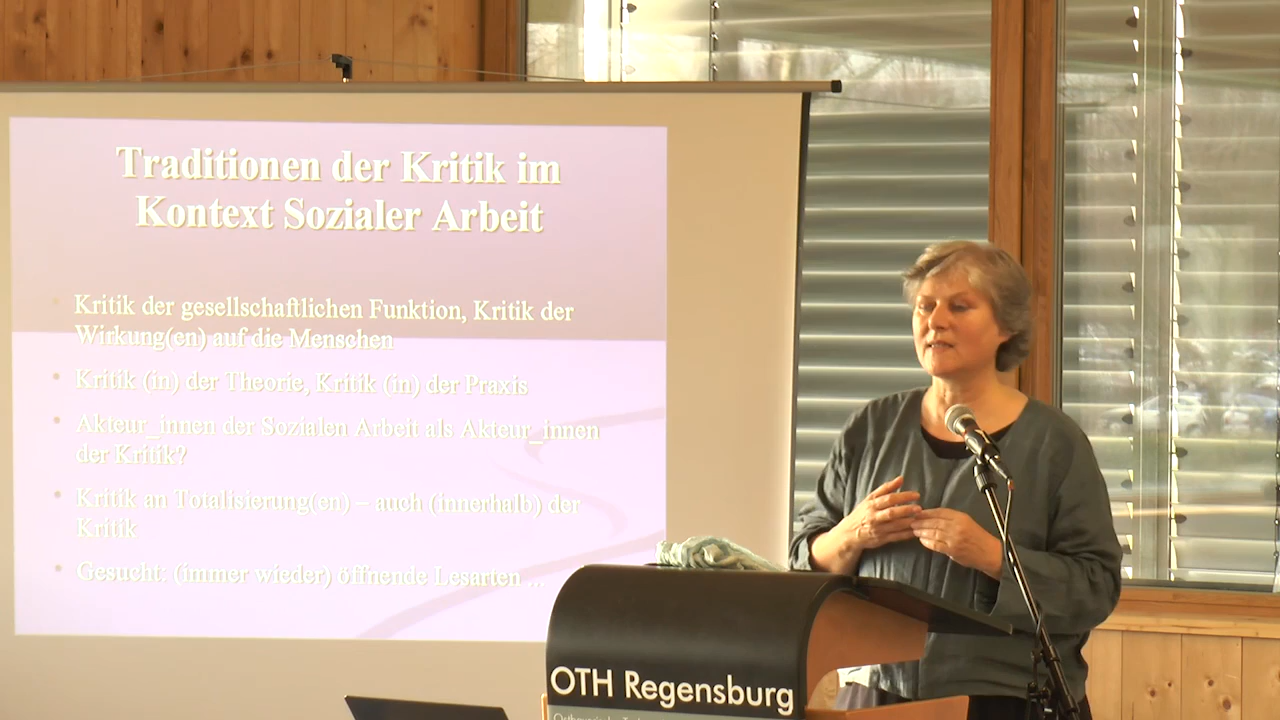 Traditionen der Kritik im
Kontext Sozialer Arbeit
Kritik der gesellschaftlichen Funktion, Kritik der
Wirkung(en) auf die Menschen
Kritik (in) der Theorie, Kritik (in) der Praxis
Akteur_innen der Sozialen Arbeit als Akteur_innen
der Kritik?
Kritik an Totalisierung(en) – auch (innerhalb) der
Kritik
Gesucht: (immer wieder) öffnende Lesarten ...
OTH Regensburg